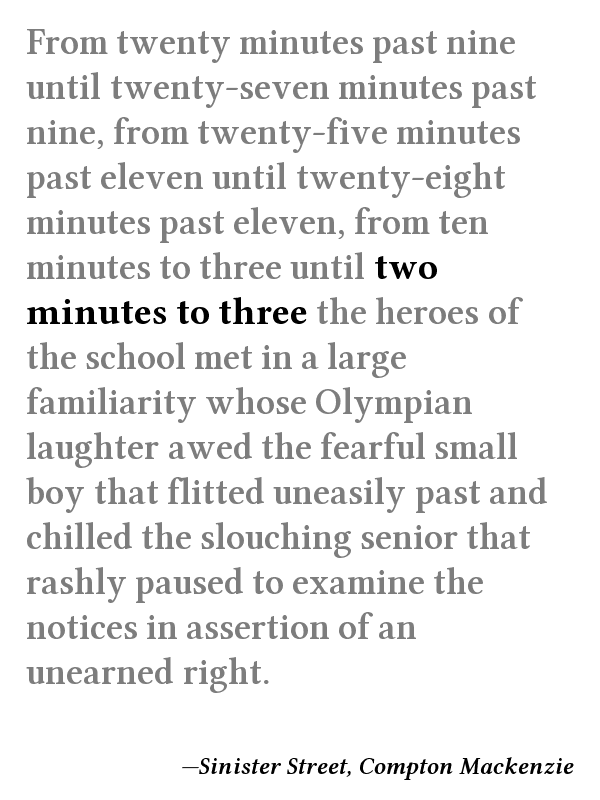 From twenty minutes past nine
until twenty-seven minutes past
nine, from twenty-five minutes
past eleven until twenty-eight
minutes past eleven, from ten
minutes to three until two
minutes to three the heroes of
the school met in a large
familiarity whose Olympian
laughter awed the fearful small
boy that flitted uneasily past and
chilled the slouching senior that
rashly paused to examine the
notices in assertion of an
unearned right.
—Sinister Street, Compton Mackenzie